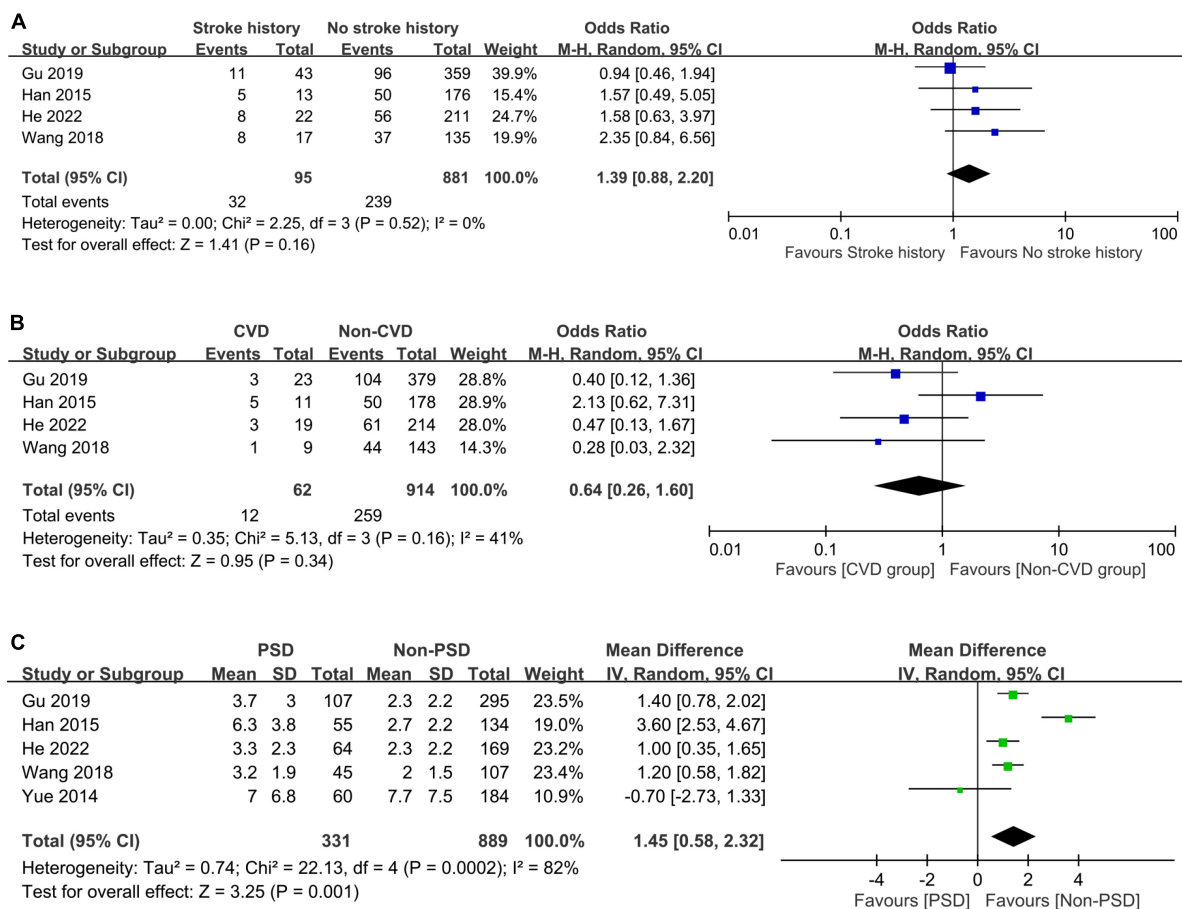 A
Stroke history No stroke history Odds Ratio Odds Ratio
Study or Subgroup Events Total Events Total Weight M-H, Random, 95% CI M-H, Random, 95% CI
Gu 2019 11 43 96 359 39.9% 0.94 [0.46, 1.94]
Han 2015 5 13 50 176 15.4% 1.57 [0.49, 5.05]
He 2022 8 22 56 211 24.7% 1.58 [0.63, 3.97]
Wang 2018 8 17 37 135 19.9% 2.35 [0.84, 6.56]
Total (95% CI) 95 881 100.0% 1.39 [0.88, 2.20]
Total events 32 239
Heterogeneity: Tau² = 0.00; Chi² = 2.25, df = 3 (P = 0.52); I² = 0%
Test for overall effect: Z = 1.41 (P = 0.16)
0.01 0.1 1 10 100
Favours Stroke history Favours No stroke history
B
CVD Non-CVD Odds Ratio Odds Ratio
Study or Subgroup Events Total Events Total Weight M-H, Random, 95% CI M-H, Random, 95% CI
Gu 2019 3 23 104 379 28.8% 0.40 [0.12, 1.36]
Han 2015 5 11 50 178 28.9% 2.13 [0.62, 7.31]
He 2022 3 19 61 214 28.0% 0.47 [0.13, 1.67]
Wang 2018 1 9 44 143 14.3% 0.28 [0.03, 2.32]
Total (95% CI) 62 914 100.0% 0.64 [0.26, 1.60]
Total events 12 259
Heterogeneity: Tau² = 0.35; Chi² = 5.13, df = 3 (P = 0.16); I² = 41%
Test for overall effect: Z = 0.95 (P = 0.34)
0.01 0.1 1 10 100
Favours [CVD group] Favours [Non-CVD group]
C
PSD Non-PSD Mean Difference Mean Difference
Study or Subgroup Mean SD Total Mean SD Total Weight IV, Random, 95% CI IV, Random, 95% CI
Gu 2019 3.7 3 107 2.3 2.2 295 23.5% 1.40 [0.78, 2.02]
Han 2015 6.3 3.8 55 2.7 2.2 134 19.0% 3.60 [2.53, 4.67]
He 2022 3.3 2.3 64 2.3 2.2 169 23.2% 1.00 [0.35, 1.65]
Wang 2018 3.2 1.9 45 2 1.5 107 23.4% 1.20 [0.58, 1.82]
Yue 2014 7 6.8 60 7.7 7.5 184 10.9% -0.70 [-2.73, 1.33]
Total (95% CI) 331 889 100.0% 1.45 [0.58, 2.32]
Heterogeneity: Tau² = 0.74; Chi² = 22.13, df = 4 (P = 0.0002); I² = 82%
Test for overall effect: Z = 3.25 (P = 0.001)
-4 -2 0 2 4
Favours [PSD] Favours [Non-PSD]